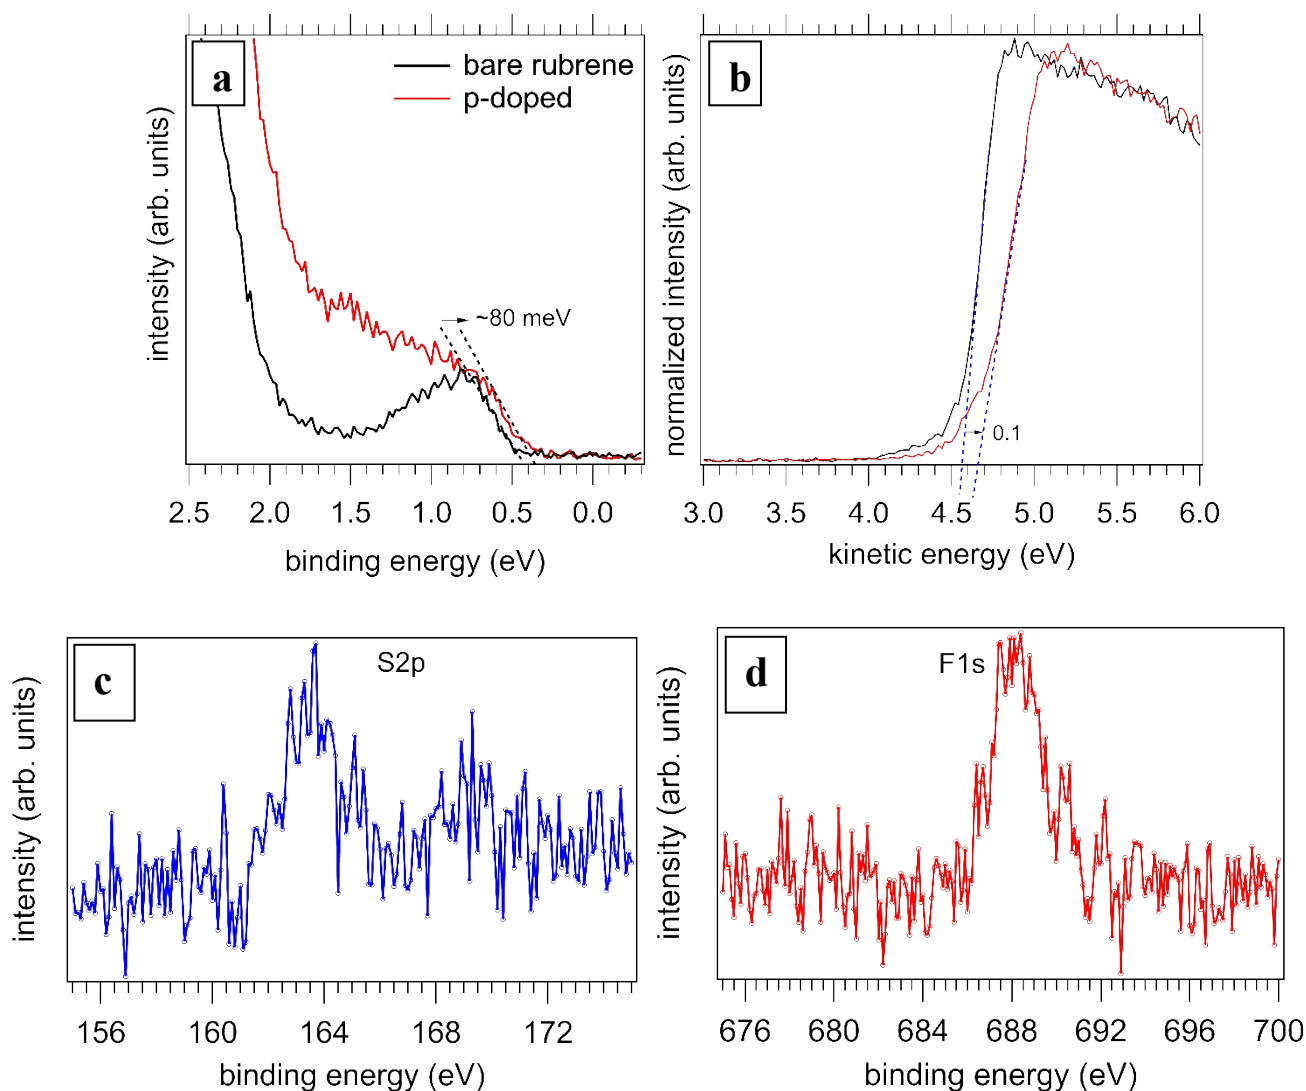 a
bare rubrene
p-doped
~80 meV
intensity (arb. units)
2.5 2.0 1.5 1.0 0.5 0.0
binding energy (eV)
b
0.1
normalized intensity (arb. units)
3.0 3.5 4.0 4.5 5.0 5.5 6.0
kinetic energy (eV)
c
S2p
intensity (arb. units)
156 160 164 168 172
binding energy (eV)
d
F1s
intensity (arb. units)
676 680 684 688 692 696 700
binding energy (eV)